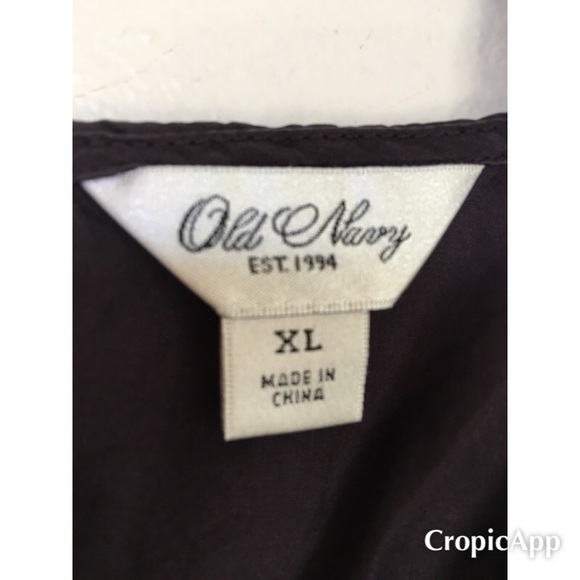 Old Navy
EST. 1994
XL
MADE IN
CHINA
CropicApp